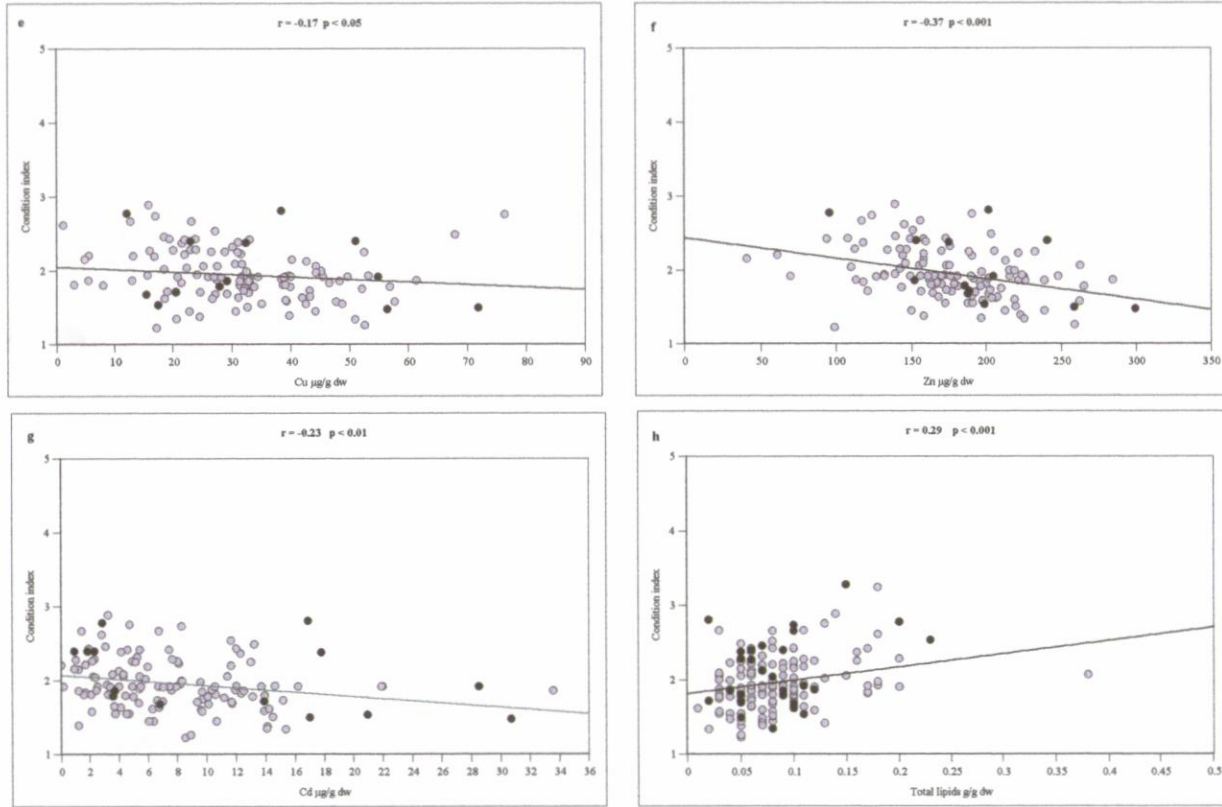 e
r = -0.17 p < 0.05
5
4
3
2
1
Condition index
0 10 20 30 40 50 60 70 80 90
Cu µg/g dw
f
r = -0.37 p < 0.001
5
4
3
2
1
Condition index
0 50 100 150 200 250 300 350
Zn µg/g dw
g
r = -0.23 p < 0.01
5
4
3
2
1
Condition index
0 2 4 6 8 10 12 14 16 18 20 22 24 26 28 30 32 34 36
Cd µg/g dw
h
r = 0.29 p < 0.001
5
4
3
2
1
Condition index
0 0.05 0.1 0.15 0.2 0.25 0.3 0.35 0.4 0.45 0.5
Total lipids g/g dw